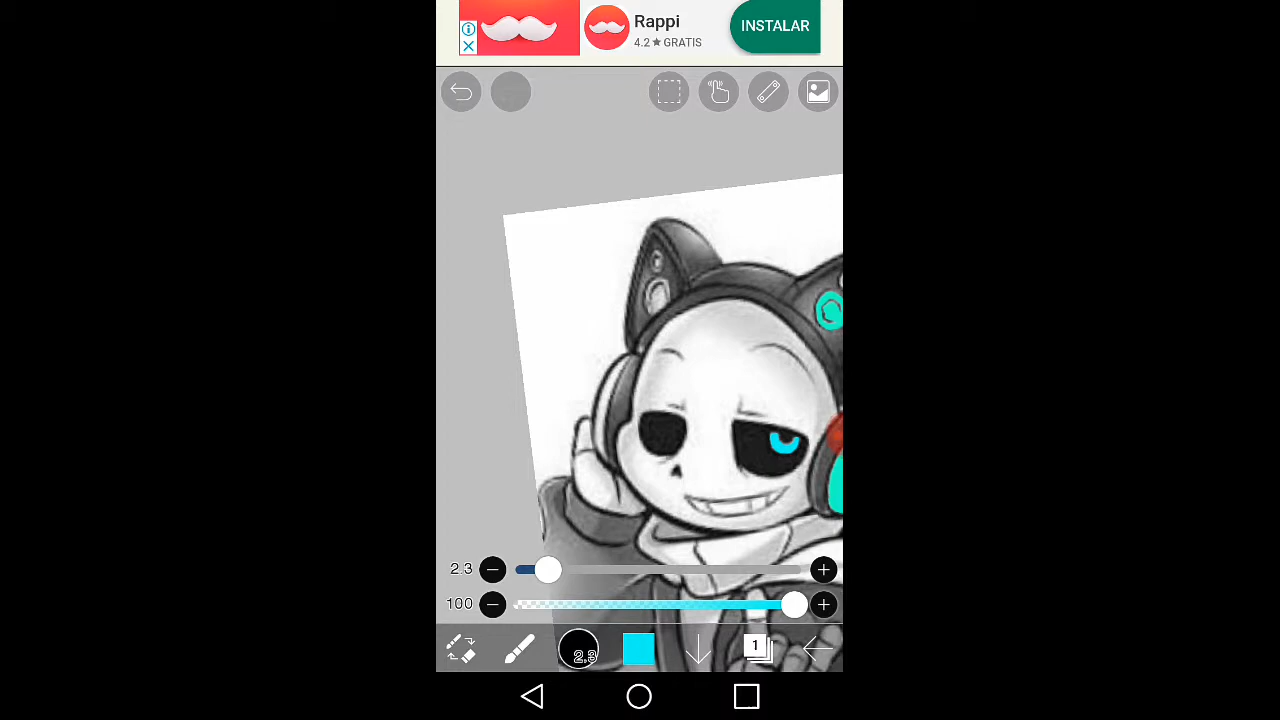 Rappi
INSTALAR
4.2★GRATIS
2.3
100
2.3
1